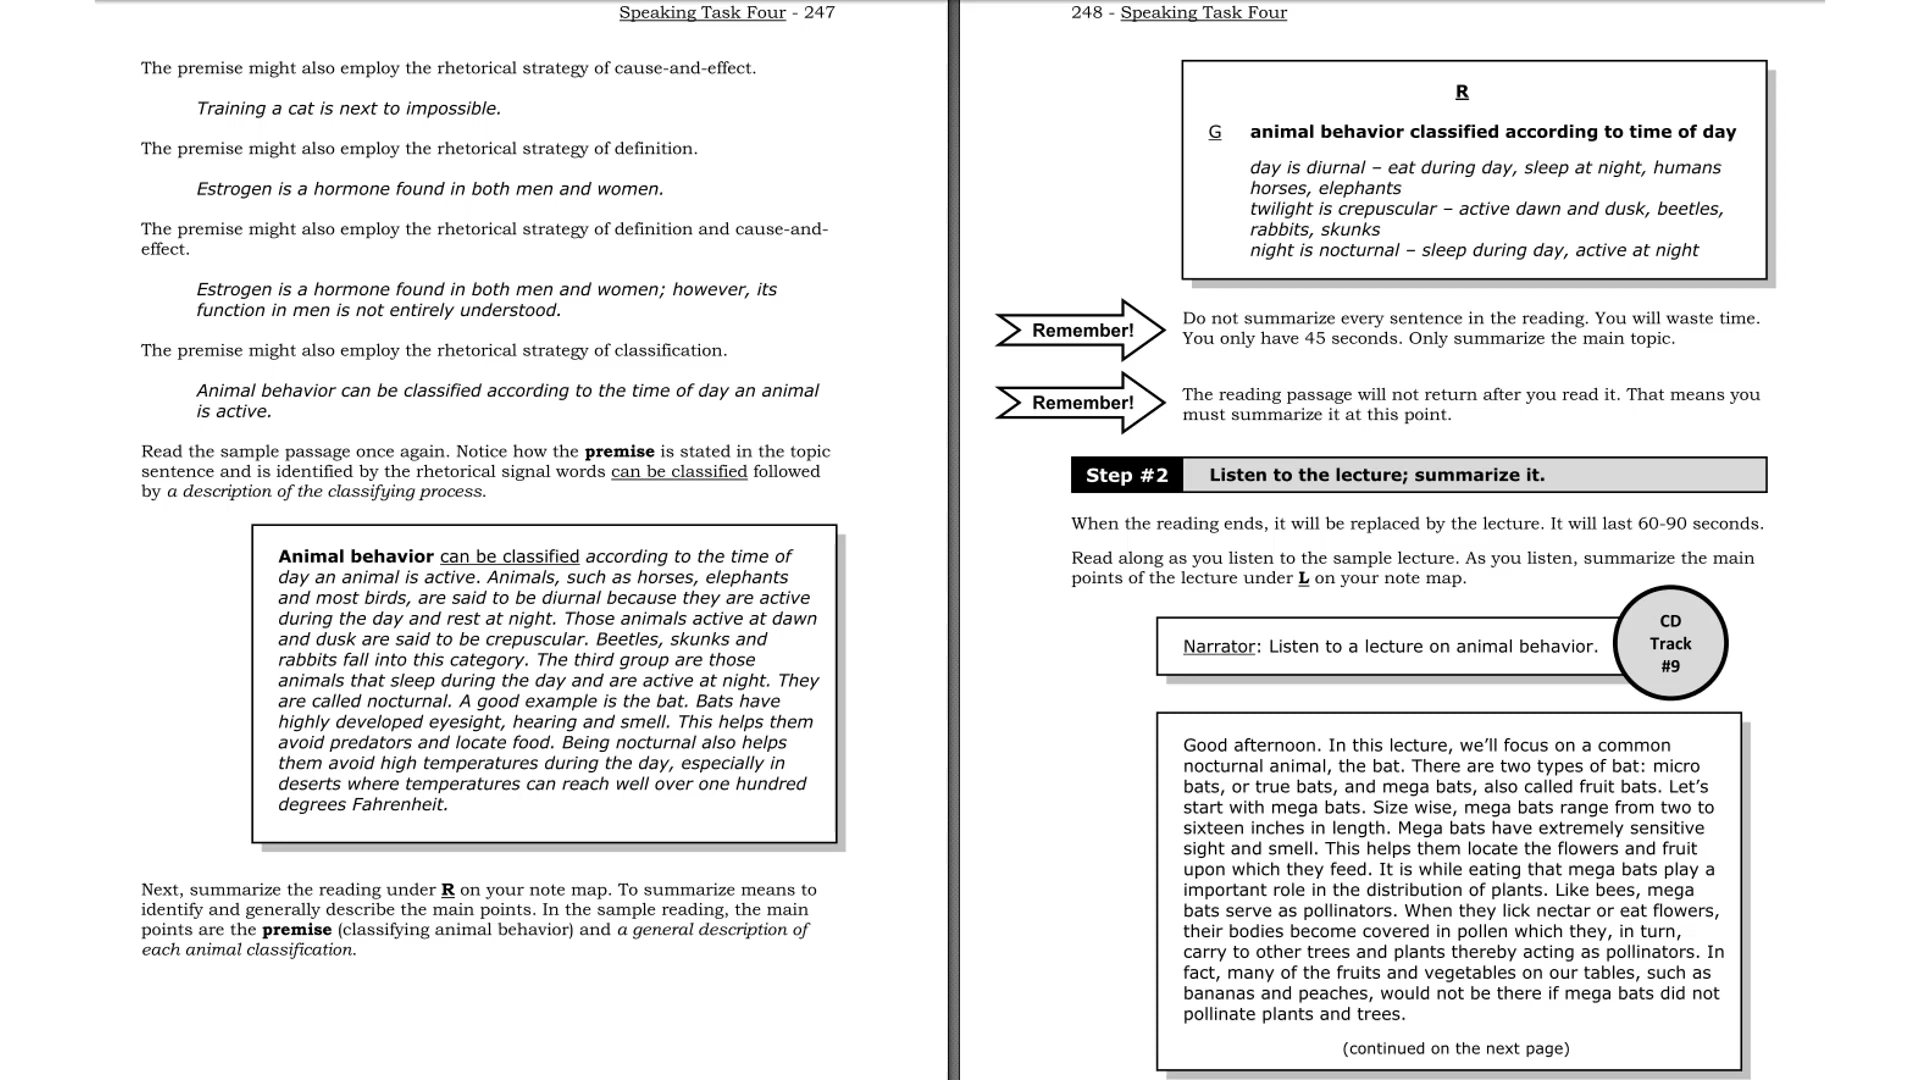 Speaking Task Four - 247
The premise might also employ the rhetorical strategy of cause-and-effect.
Training a cat is next to impossible.
The premise might also employ the rhetorical strategy of definition.
Estrogen is a hormone found in both men and women.
The premise might also employ the rhetorical strategy of definition and cause-and-
effect.
Estrogen is a hormone found in both men and women; however, its
function in men is not entirely understood.
The premise might also employ the rhetorical strategy of classification.
Animal behavior can be classified according to the time of day an animal
is active.
Read the sample passage once again. Notice how the premise is stated in the topic
sentence and is identified by the rhetorical signal words can be classified followed
by a description of the classifying process.
Animal behavior can be classified according to the time of
day an animal is active. Animals, such as horses, elephants
and most birds, are said to be diurnal because they are active
during the day and rest at night. Those animals active at dawn
and dusk are said to be crepuscular. Beetles, skunks and
rabbits fall into this category. The third group are those
animals that sleep during the day and are active at night. They
are called nocturnal. A good example is the bat. Bats have
highly developed eyesight, hearing and smell. This helps them
avoid predators and locate food. Being nocturnal also helps
them avoid high temperatures during the day, especially in
deserts where temperatures can reach well over one hundred
degrees Fahrenheit.
Next, summarize the reading under R on your note map. To summarize means to
identify and generally describe the main points. In the sample reading, the main
points are the premise (classifying animal behavior) and a general description of
each animal classification.
248 - Speaking Task Four
R
G animal behavior classified according to time of day
day is diurnal – eat during day, sleep at night, humans
horses, elephants
twilight is crepuscular – active dawn and dusk, beetles,
rabbits, skunks
night is nocturnal – sleep during day, active at night
Remember!
Do not summarize every sentence in the reading. You will waste time.
You only have 45 seconds. Only summarize the main topic.
Remember!
The reading passage will not return after you read it. That means you
must summarize it at this point.
Step #2 Listen to the lecture; summarize it.
When the reading ends, it will be replaced by the lecture. It will last 60-90 seconds.
Read along as you listen to the sample lecture. As you listen, summarize the main
points of the lecture under L on your note map.
Narrator: Listen to a lecture on animal behavior.
CD
Track
#9
Good afternoon. In this lecture, we’ll focus on a common
nocturnal animal, the bat. There are two types of bat: micro
bats, or true bats, and mega bats, also called fruit bats. Let’s
start with mega bats. Size wise, mega bats range from two to
sixteen inches in length. Mega bats have extremely sensitive
sight and smell. This helps them locate the flowers and fruit
upon which they feed. It is while eating that mega bats play a
important role in the distribution of plants. Like bees, mega
bats serve as pollinators. When they lick nectar or eat flowers,
their bodies become covered in pollen which they, in turn,
carry to other trees and plants thereby acting as pollinators. In
fact, many of the fruits and vegetables on our tables, such as
bananas and peaches, would not be there if mega bats did not
pollinate plants and trees.
(continued on the next page)